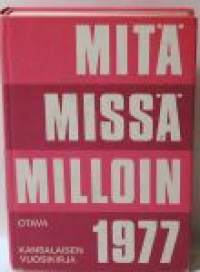 MITÄ
MISSÄ
MILLOIN
OTAVA
1977
KANSALAISEN
VUOSIKIRJA